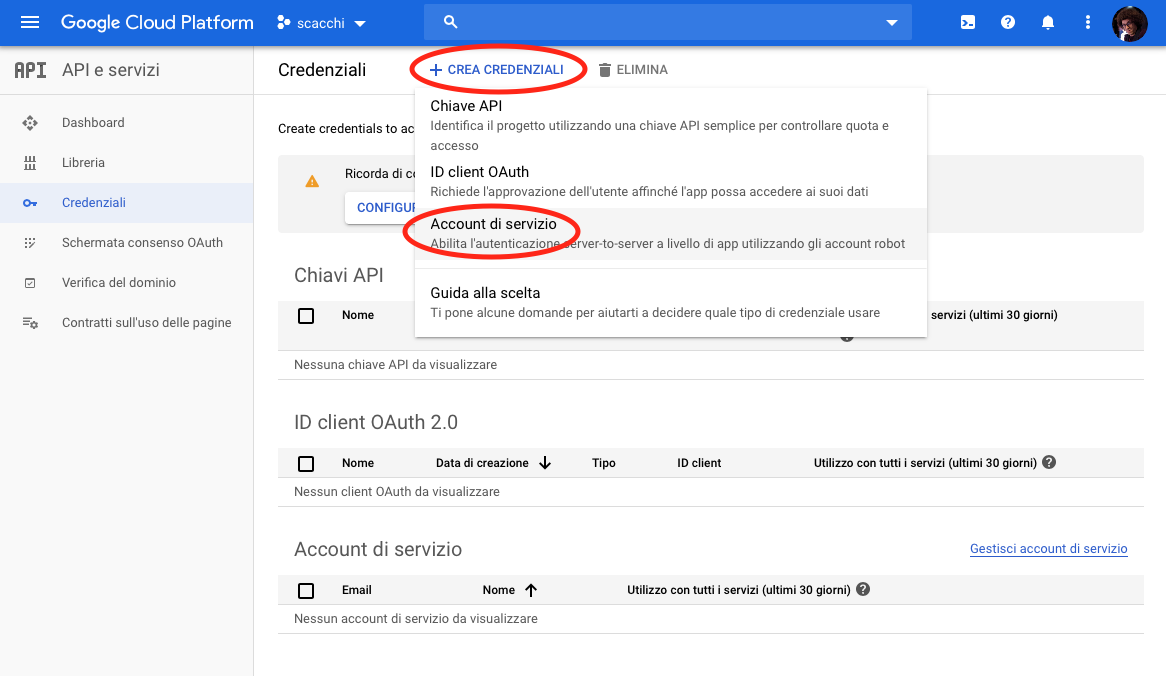 Google Cloud Platform
scacchi
API API e servizi
Credenziali
CREA CREDENZIALI
ELIMINA
Dashboard
Libreria
Credenziali
Schermata consenso OAuth
Verifica del dominio
Contratti sull'uso delle pagine
Create credentials to ac
Ricorda di co
CONFIGUR
Chiave API
Identifica il progetto utilizzando una chiave API semplice per controllare quota e
accesso
ID client OAuth
Richiede l'approvazione dell'utente affinché l'app possa accedere ai suoi dati
Account di servizio
Abilita l'autenticazione server-to-server a livello di app utilizzando gli account robot
Guida alla scelta
Ti pone alcune domande per aiutarti a decidere quale tipo di credenziale usare
Chiavi API
Nome
servizi (ultimi 30 giorni)
Nessuna chiave API da visualizzare
ID client OAuth 2.0
Nome Data di creazione Tipo ID client Utilizzo con tutti i servizi (ultimi 30 giorni)
Nessun client OAuth da visualizzare
Account di servizio
Gestisci account di servizio
Email Nome Utilizzo con tutti i servizi (ultimi 30 giorni)
Nessun account di servizio da visualizzare